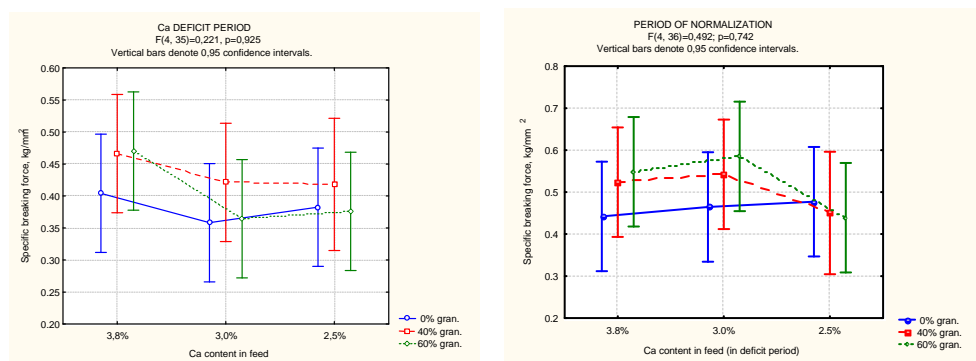 Ca DEFICIT PERIOD
F(4, 35)=0,221, p=0,925
Vertical bars denote 0,95 confidence intervals.
0.60
0.55
0.50
0.45
0.40
0.35
0.30
0.25
0.20
Specific breaking force, kg/mm²
3,8%
3,0%
2,5%
Ca content in feed
0% gran.
40% gran.
60% gran.
PERIOD OF NORMALIZATION
F(4, 36)=0,492; p=0,742
Vertical bars denote 0,95 confidence intervals.
0.8
0.7
0.6
0.5
0.4
0.3
0.2
Specific breaking force, kg/mm ²
3.8%
3.0%
2.5%
Ca content in feed (in deficit period)
0% gran.
40% gran.
60% gran.